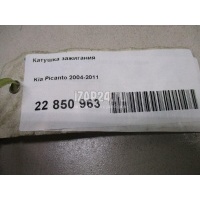 Катушка зажигания
Kia Picanto 2004-2011
22 850 963